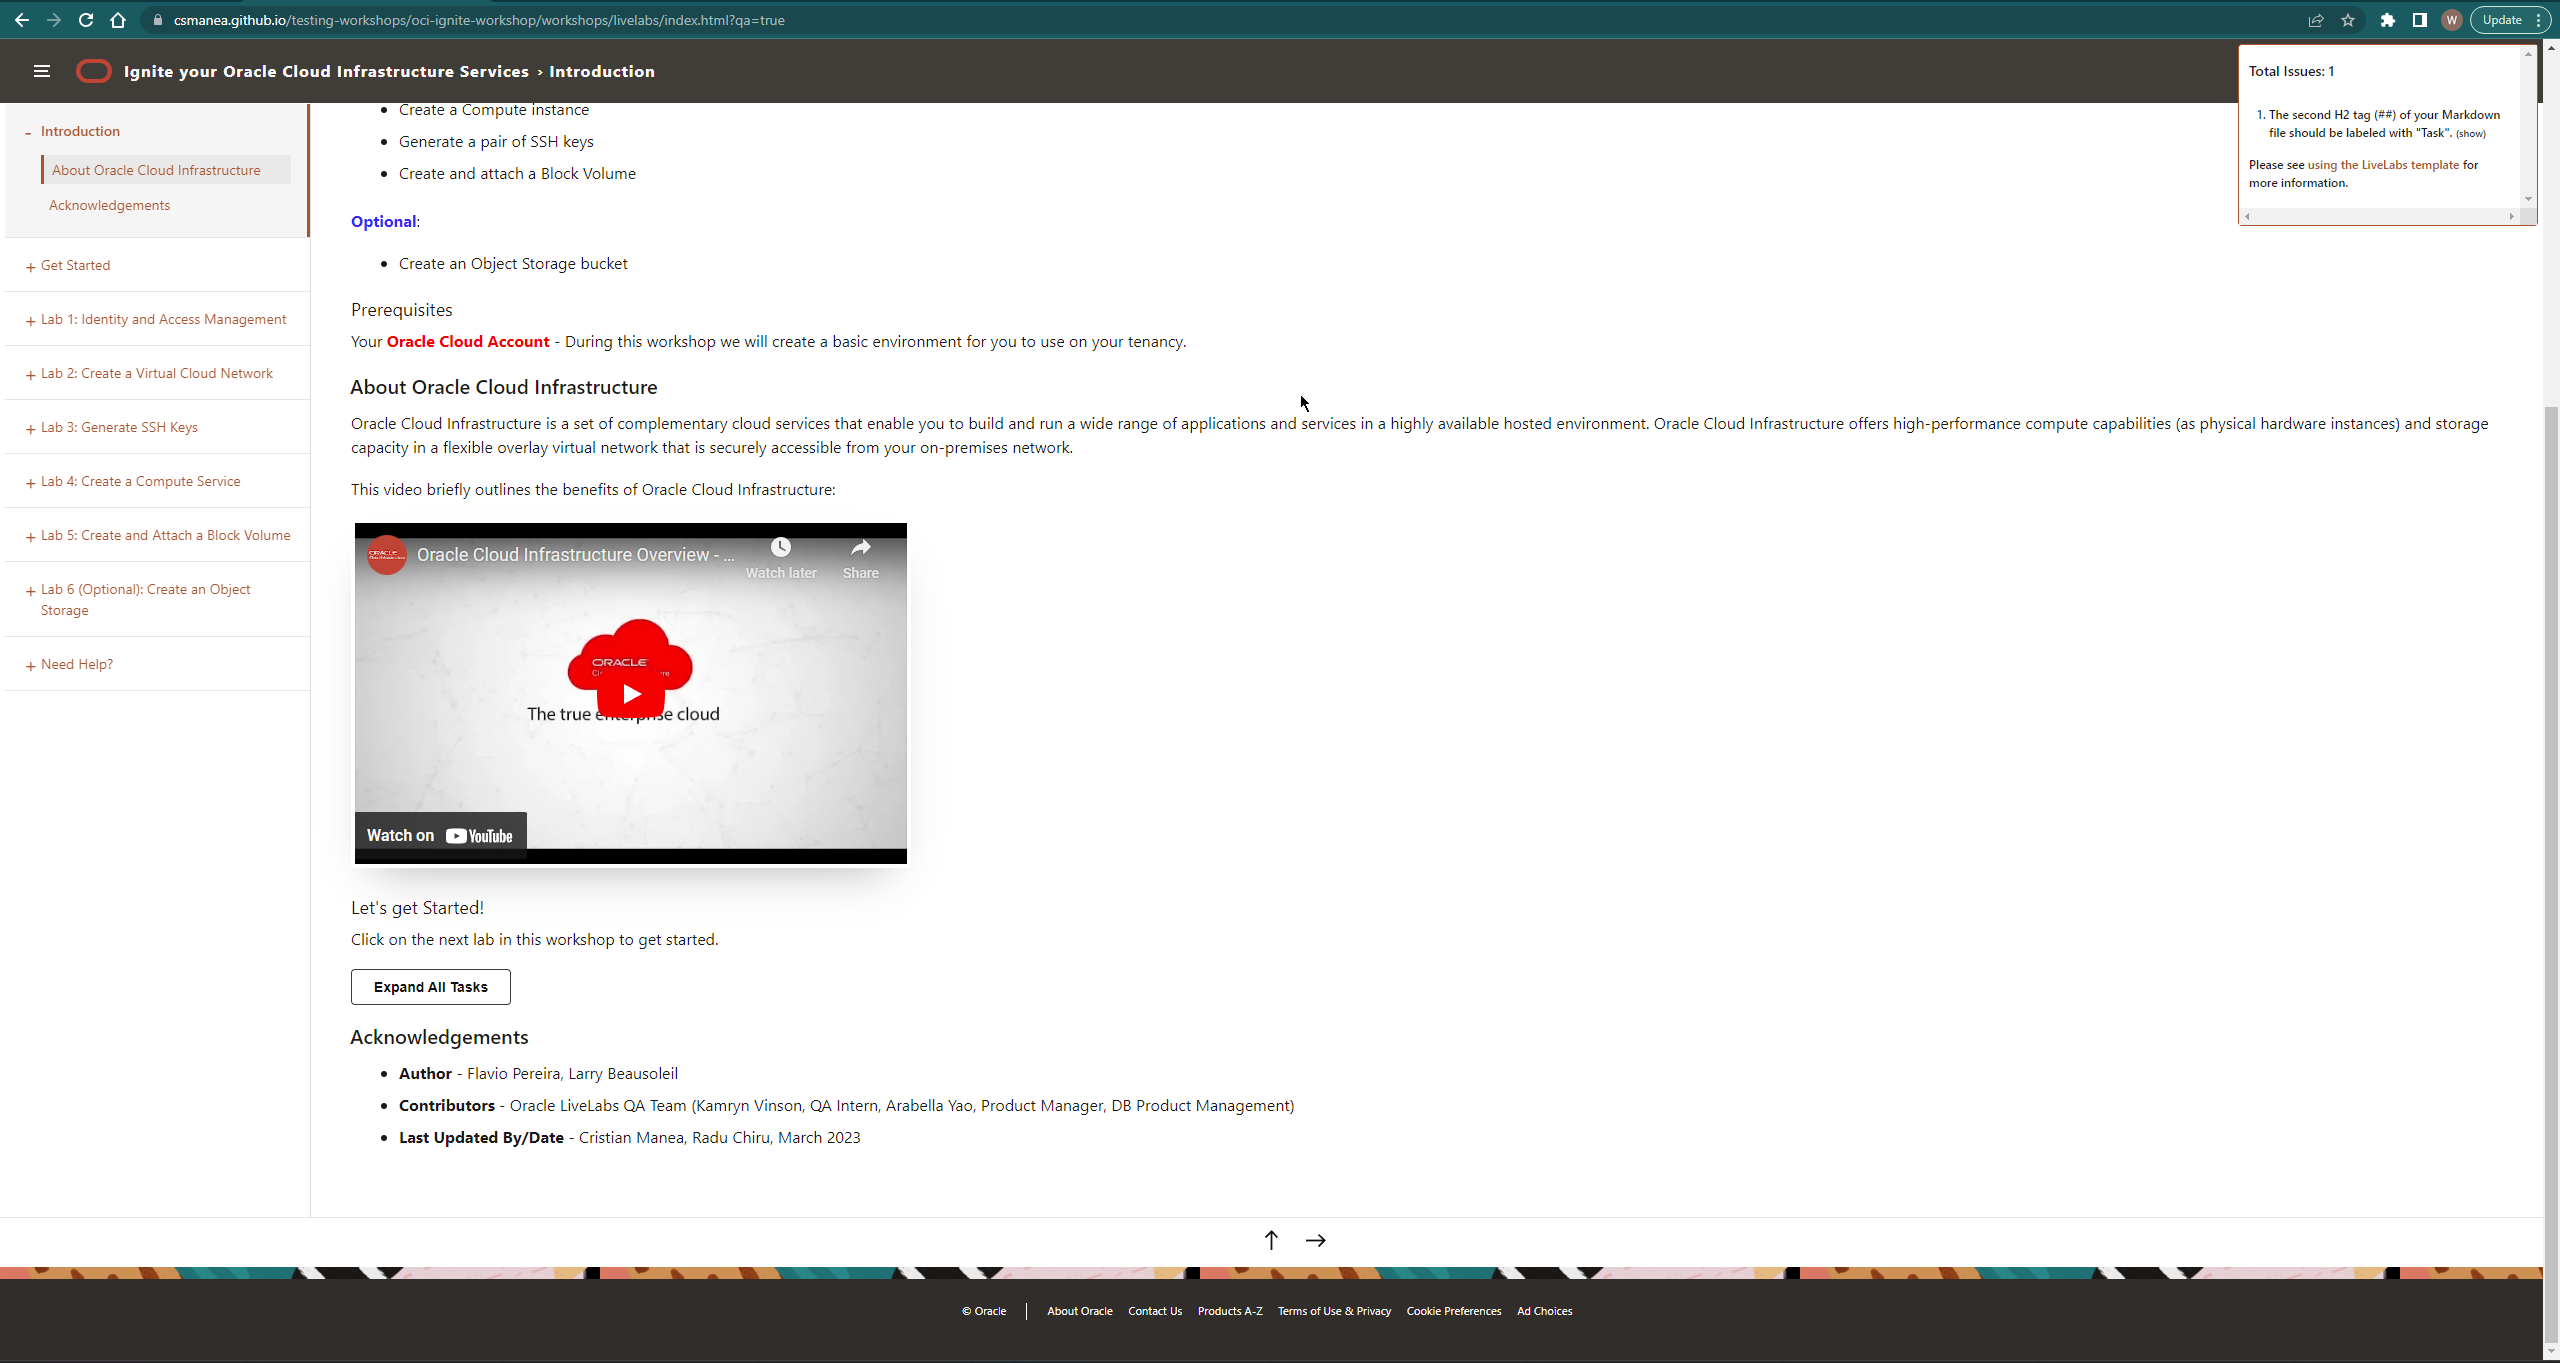 csmanea.github.io/testing-workshops/oci-ignite-workshop/workshops/livelabs/index.html?qa=true
W
Update
Ignite your Oracle Cloud Infrastructure Services › Introduction
Total Issues: 1
1. The second H2 tag (##) of your Markdown
file should be labeled with "Task". (show)
Please see using the LiveLabs template for
more information.
- Introduction
About Oracle Cloud Infrastructure
Acknowledgements
+ Get Started
+ Lab 1: Identity and Access Management
+ Lab 2: Create a Virtual Cloud Network
+ Lab 3: Generate SSH Keys
+ Lab 4: Create a Compute Service
+ Lab 5: Create and Attach a Block Volume
+ Lab 6 (Optional): Create an Object
Storage
+ Need Help?
• Create a Compute instance
• Generate a pair of SSH keys
• Create and attach a Block Volume
Optional:
• Create an Object Storage bucket
Prerequisites
Your Oracle Cloud Account - During this workshop we will create a basic environment for you to use on your tenancy.
About Oracle Cloud Infrastructure
Oracle Cloud Infrastructure is a set of complementary cloud services that enable you to build and run a wide range of applications and services in a highly available hosted environment. Oracle Cloud Infrastructure offers high-performance compute capabilities (as physical hardware instances) and storage
capacity in a flexible overlay virtual network that is securely accessible from your on-premises network.
This video briefly outlines the benefits of Oracle Cloud Infrastructure:
Oracle Cloud Infrastructure Overview - ...
Watch later
Share
ORACLE
The true enterprise cloud
Watch on YouTube
Let's get Started!
Click on the next lab in this workshop to get started.
Expand All Tasks
Acknowledgements
• Author - Flavio Pereira, Larry Beausoleil
• Contributors - Oracle LiveLabs QA Team (Kamryn Vinson, QA Intern, Arabella Yao, Product Manager, DB Product Management)
• Last Updated By/Date - Cristian Manea, Radu Chiru, March 2023
© Oracle
About Oracle
Contact Us
Products A-Z
Terms of Use & Privacy
Cookie Preferences
Ad Choices